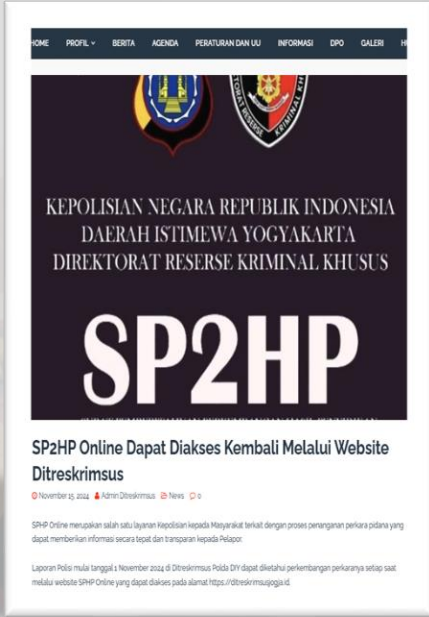 HOME PROFIL BERITA AGENDA PERATURAN DAN UU INFORMASI DPO GALERI
KEPOLISIAN NEGARA REPUBLIK INDONESIA
DAERAH ISTIMEWA YOGYAKARTA
DIREKTORAT RESERSE KRIMINAL KHUSUS
SP2HP
SP2HP Online Dapat Diakses Kembali Melalui Website
Ditreskrimsus
November 15, 2024 Admin Ditreskrimsus News 0
SPHP Online merupakan salah satu layanan Kepolisian kepada Masyarakat terkait dengan proses penanganan perkara pidana yang
dapat memberikan informasi secara tepat dan transparan kepada Pelapor.
Laporan Polisi mulai tanggal 1 November 2024 di Ditreskrimsus Polda DIY dapat diketahui perkembangan perkaranya setiap saat
melalui website SPHP Online yang dapat diakses pada alamat https://ditreskrimsusjogja.id.